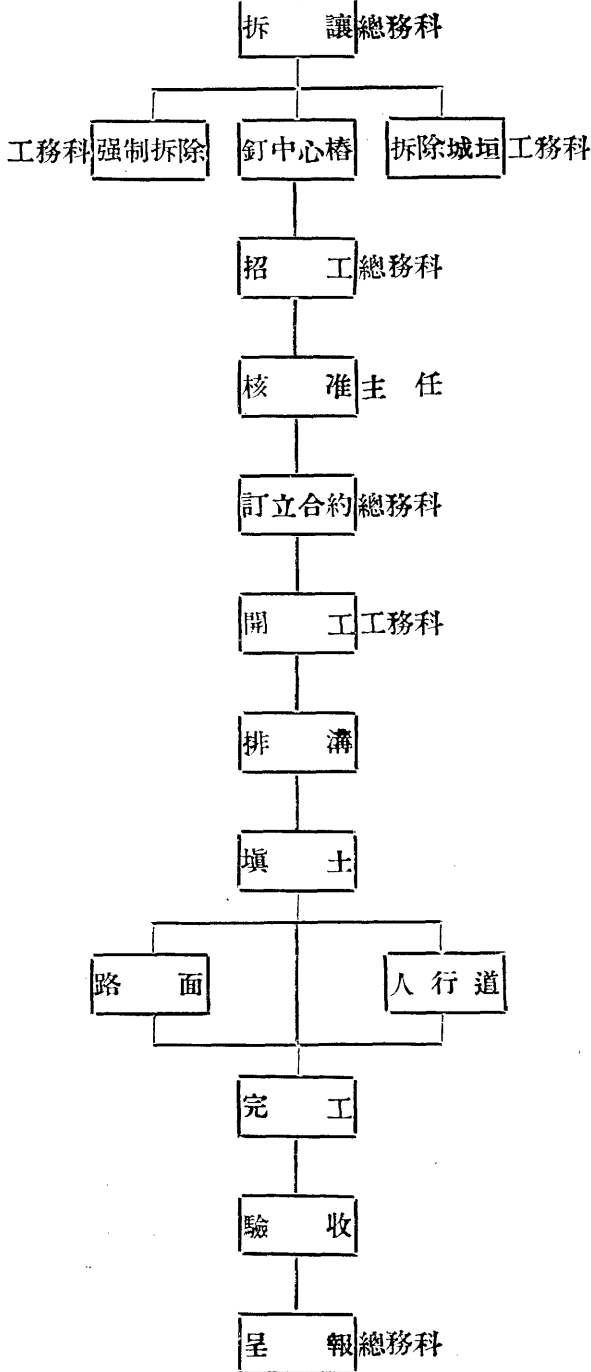 拆 讓 總務科
工務科 强制拆除 釘中心樁 拆除城垣 工務科
招 工 總務科
核 准 主 任
訂立合約 總務科
開 工 工務科
排 溝
塡 土
路 面 人 行 道
完 工
驗 收
呈 報 總務科